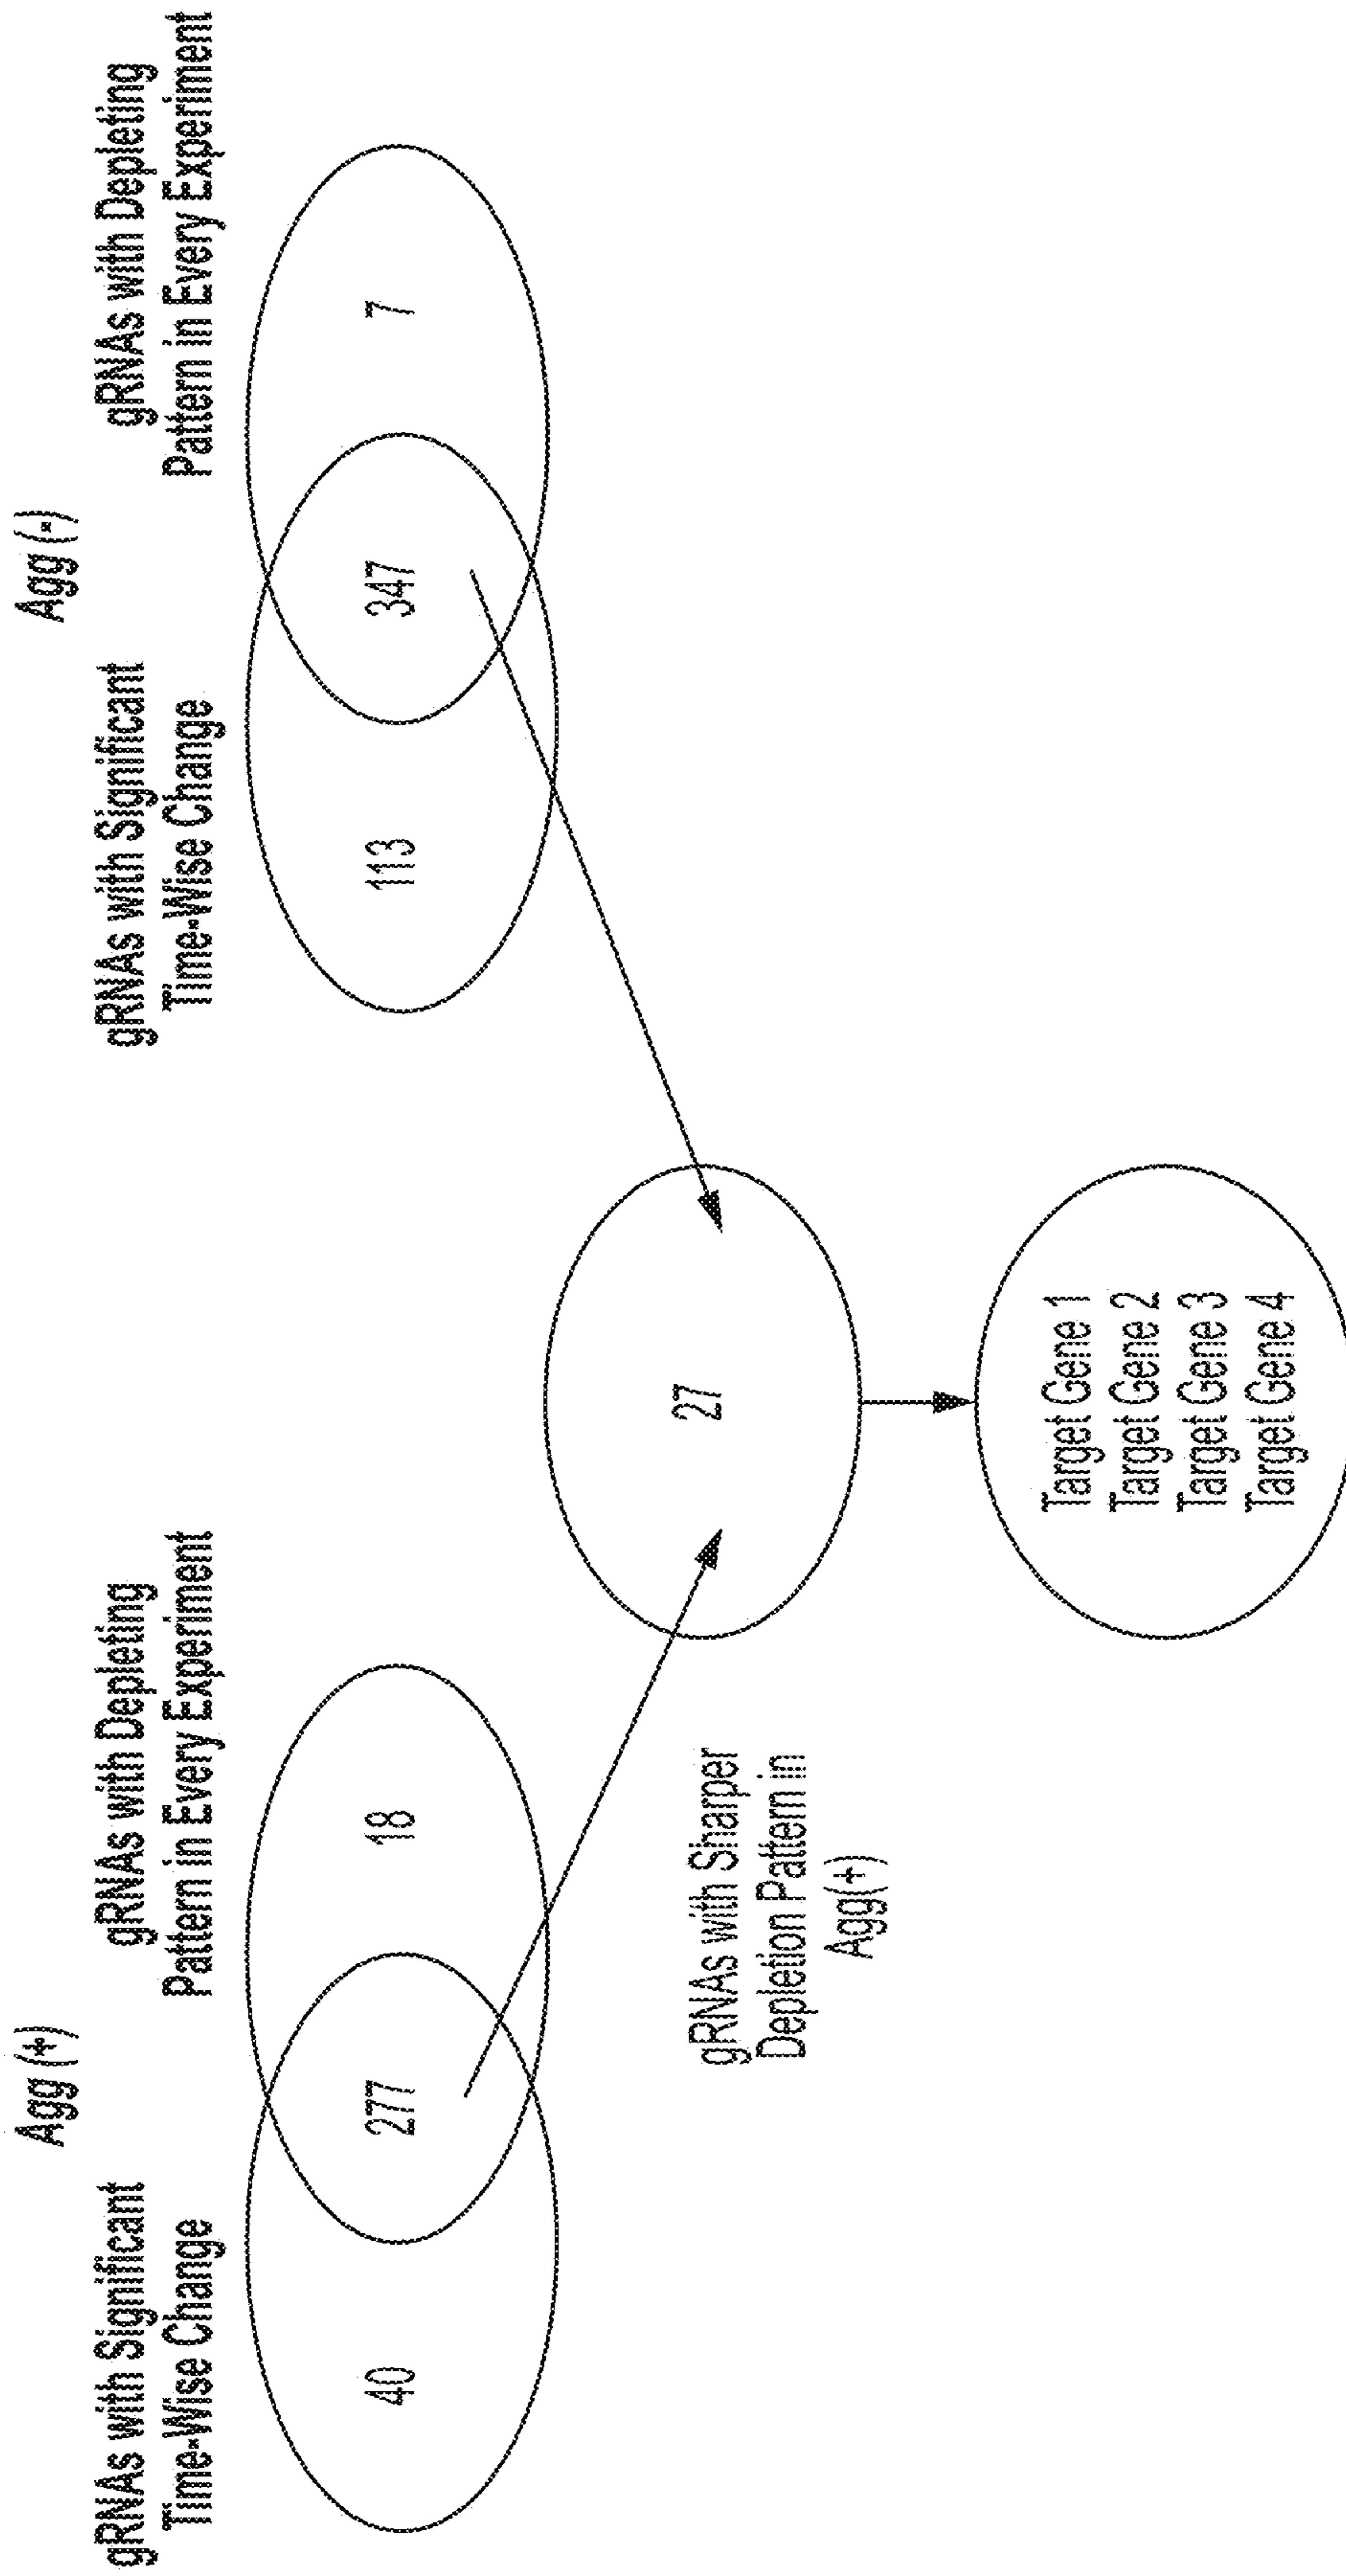 Agg (+)
gRNAs with Significant
Time-Wise Change
gRNAs with Depleting
Pattern in Every Experiment
40
277
18
Agg (-)
gRNAs with Significant
Time-Wise Change
gRNAs with Depleting
Pattern in Every Experiment
113
347
7
gRNAs with Sharper
Depletion Pattern in
Agg(+)
27
Target Gene 1
Target Gene 2
Target Gene 3
Target Gene 4